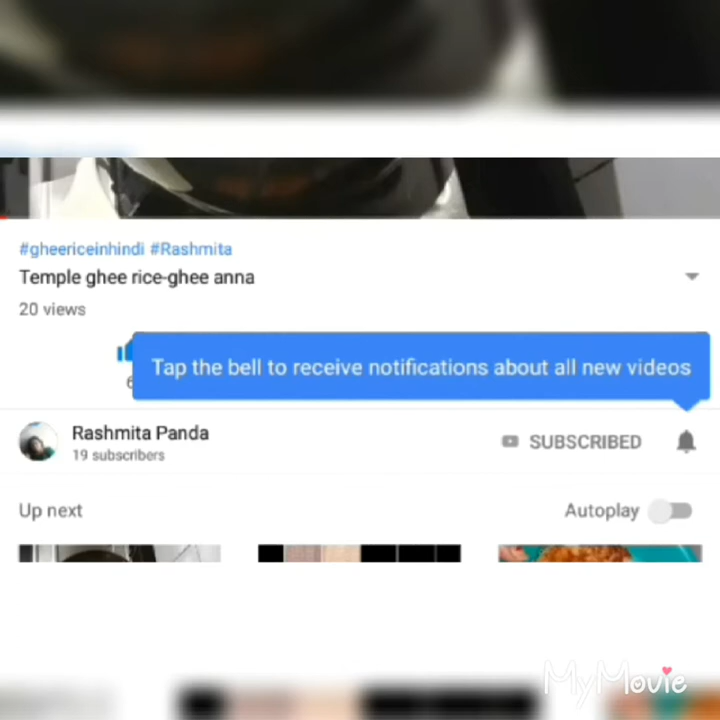 #gheericeinhindi #Rashmita
Temple ghee rice-ghee anna
20 views
Tap the bell to receive notifications about all new videos
Rashmita Panda
19 subscribers
SUBSCRIBED
Up next
Autoplay
MyMovie